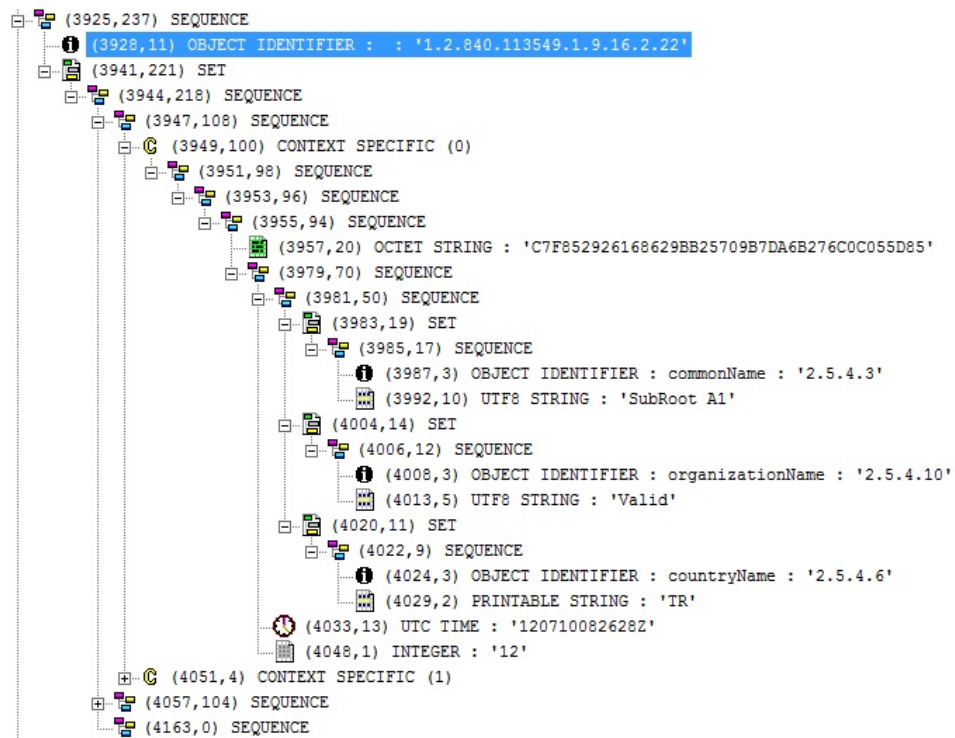 (3925,237) SEQUENCE
(3928,11) OBJECT IDENTIFIER : : '1.2.840.113549.1.9.16.2.22'
(3941,221) SET
(3944,218) SEQUENCE
(3947,108) SEQUENCE
(3949,100) CONTEXT SPECIFIC (0)
(3951,98) SEQUENCE
(3953,96) SEQUENCE
(3955,94) SEQUENCE
(3957,20) OCTET STRING : 'C7F852926168629BB25709B7DA6B276C0C055D85'
(3979,70) SEQUENCE
(3981,50) SEQUENCE
(3983,19) SET
(3985,17) SEQUENCE
(3987,3) OBJECT IDENTIFIER : commonName : '2.5.4.3'
(3992,10) UTF8 STRING : 'SubRoot A1'
(4004,14) SET
(4006,12) SEQUENCE
(4008,3) OBJECT IDENTIFIER : organizationName : '2.5.4.10'
(4013,5) UTF8 STRING : 'Valid'
(4020,11) SET
(4022,9) SEQUENCE
(4024,3) OBJECT IDENTIFIER : countryName : '2.5.4.6'
(4029,2) PRINTABLE STRING : 'TR'
(4033,13) UTC TIME : '120710082628Z'
(4048,1) INTEGER : '12'
(4051,4) CONTEXT SPECIFIC (1)
(4057,104) SEQUENCE
(4163,0) SEQUENCE